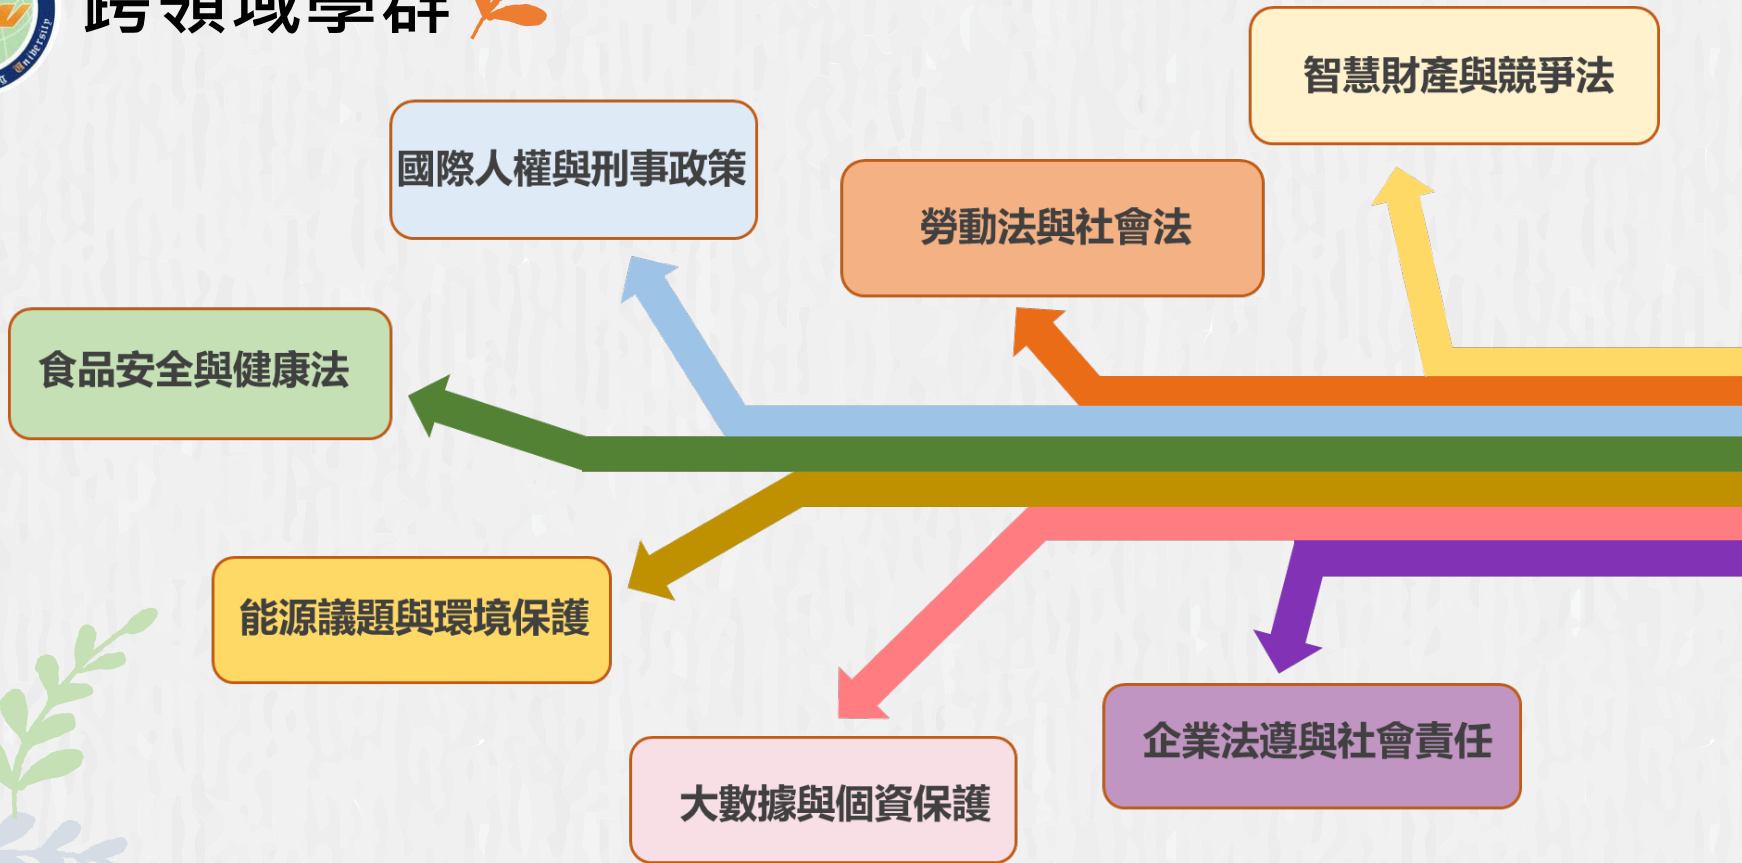 跨領域學群
University
智慧財產與競爭法
國際人權與刑事政策
勞動法與社會法
食品安全與健康法
能源議題與環境保護
大數據與個資保護
企業法遵與社會責任